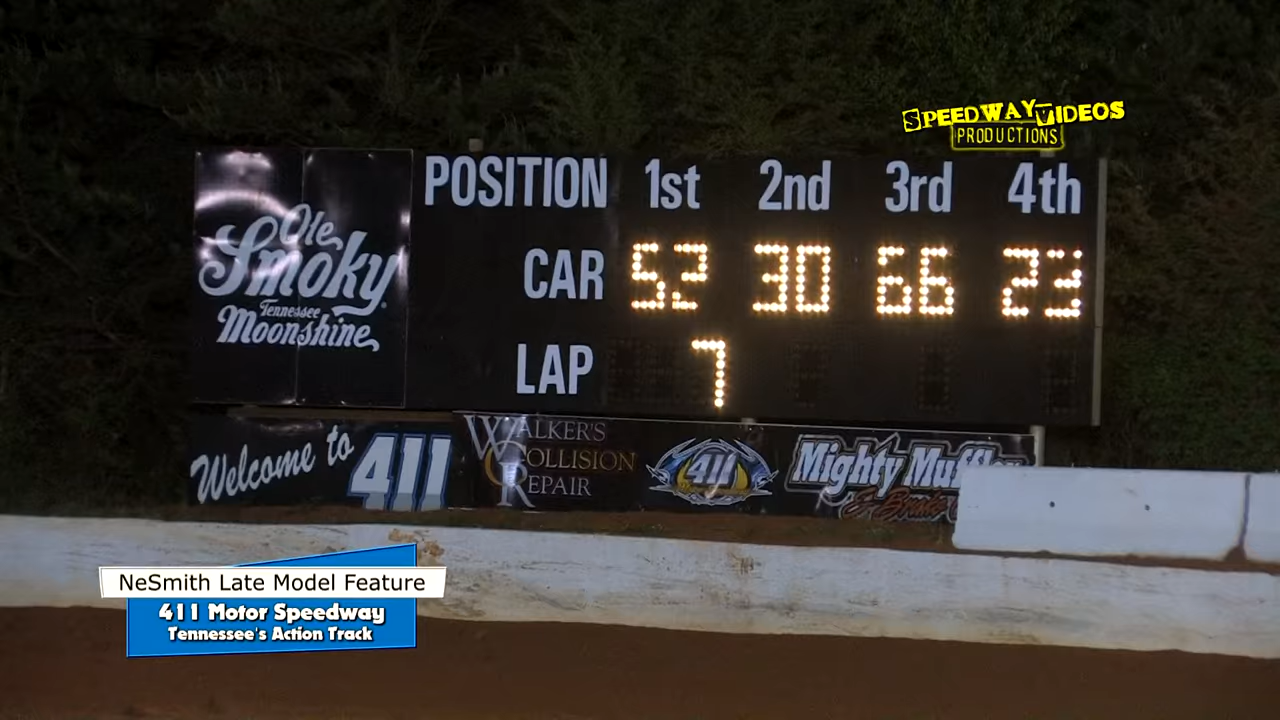 SPEEDWAY VIDEOS
PRODUCTIONS
POSITION 1st 2nd 3rd 4th
CAR 52 30 66 23
LAP 7
Ole
Smoky
Tennessee
Moonshine
Welcome to 411
WALKER'S
COLLISION
REPAIR
411
Mighty Muffler
&
NeSmith Late Model Feature
411 Motor Speedway
Tennessee's Action Track